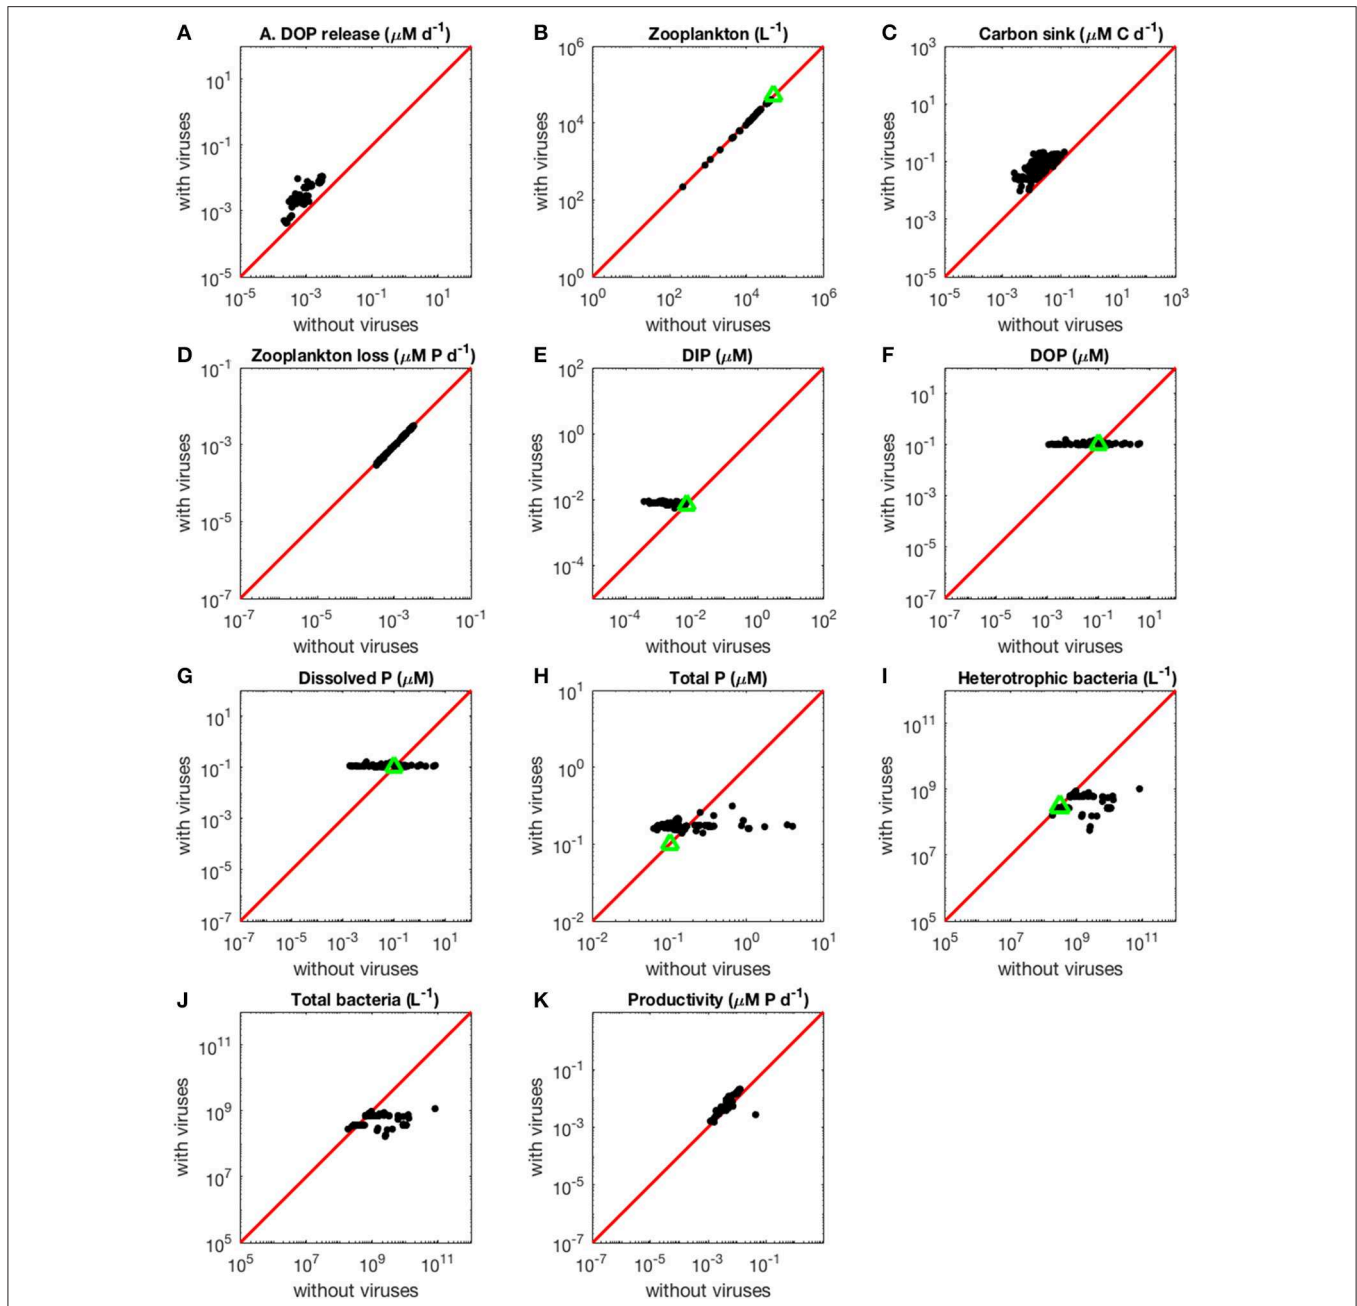 A A. DOP release (μM d⁻¹)
10¹
10⁻¹
10⁻³
10⁻⁵
with viruses
10⁻⁵ 10⁻³ 10⁻¹ 10¹
without viruses
B Zooplankton (L⁻¹)
10⁶
10⁴
10²
10⁰
with viruses
10⁰ 10² 10⁴ 10⁶
without viruses
C Carbon sink (μM C d⁻¹)
10³
10¹
10⁻¹
10⁻³
10⁻⁵
with viruses
10⁻⁵ 10⁻³ 10⁻¹ 10¹ 10³
without viruses
D Zooplankton loss (μM P d⁻¹)
10⁻¹
10⁻³
10⁻⁵
10⁻⁷
with viruses
10⁻⁷ 10⁻⁵ 10⁻³ 10⁻¹
without viruses
E DIP (μM)
10²
10⁰
10⁻²
10⁻⁴
with viruses
10⁻⁴ 10⁻² 10⁰ 10²
without viruses
F DOP (μM)
10¹
10⁻¹
10⁻³
10⁻⁵
10⁻⁷
with viruses
10⁻⁷ 10⁻⁵ 10⁻³ 10⁻¹ 10¹
without viruses
G Dissolved P (μM)
10¹
10⁻¹
10⁻³
10⁻⁵
10⁻⁷
with viruses
10⁻⁷ 10⁻⁵ 10⁻³ 10⁻¹ 10¹
without viruses
H Total P (μM)
10¹
10⁰
10⁻¹
10⁻²
with viruses
10⁻² 10⁻¹ 10⁰ 10¹
without viruses
I Heterotrophic bacteria (L⁻¹)
10¹¹
10⁹
10⁷
10⁵
with viruses
10⁵ 10⁷ 10⁹ 10¹¹
without viruses
J Total bacteria (L⁻¹)
10¹¹
10⁹
10⁷
10⁵
with viruses
10⁵ 10⁷ 10⁹ 10¹¹
without viruses
K Productivity (μM P d⁻¹)
10⁻¹
10⁻³
10⁻⁵
10⁻⁷
with viruses
10⁻⁷ 10⁻⁵ 10⁻³ 10⁻¹
without viruses